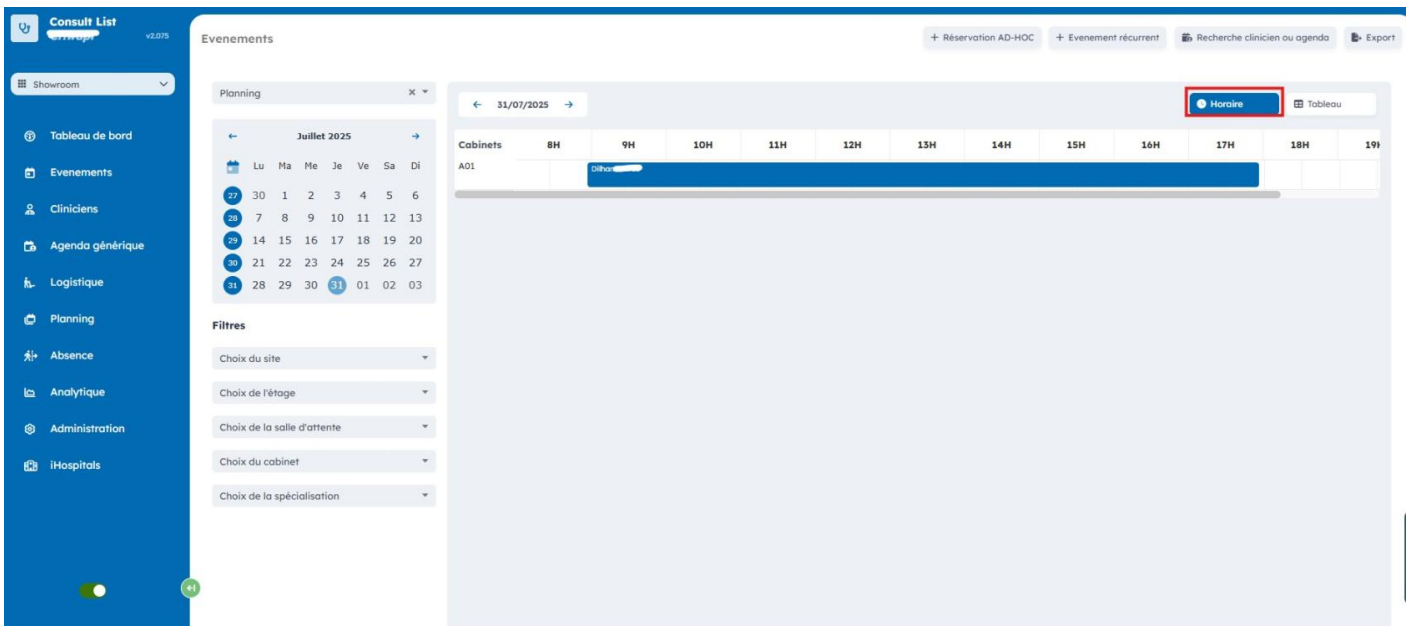 Consult List
v2.075
Showroom
Tableau de bord
Evenements
Cliniciens
Agenda générique
Logistique
Planning
Absence
Analytique
Administration
iHospitals
Evenements
+ Réservation AD-HOC
+ Evenement récurrent
Recherche clinicien ou agenda
Export
Planning
Juillet 2025
Lu Ma Me Je Ve Sa Di
27 30 1 2 3 4 5 6
28 7 8 9 10 11 12 13
29 14 15 16 17 18 19 20
30 21 22 23 24 25 26 27
31 28 29 30 31 01 02 03
Filtres
Choix du site
Choix de l'étage
Choix de la salle d'attente
Choix du cabinet
Choix de la spécialisation
31/07/2025
Horaire
Tableau
Cabinets 8H 9H 10H 11H 12H 13H 14H 15H 16H 17H 18H 19H
A01